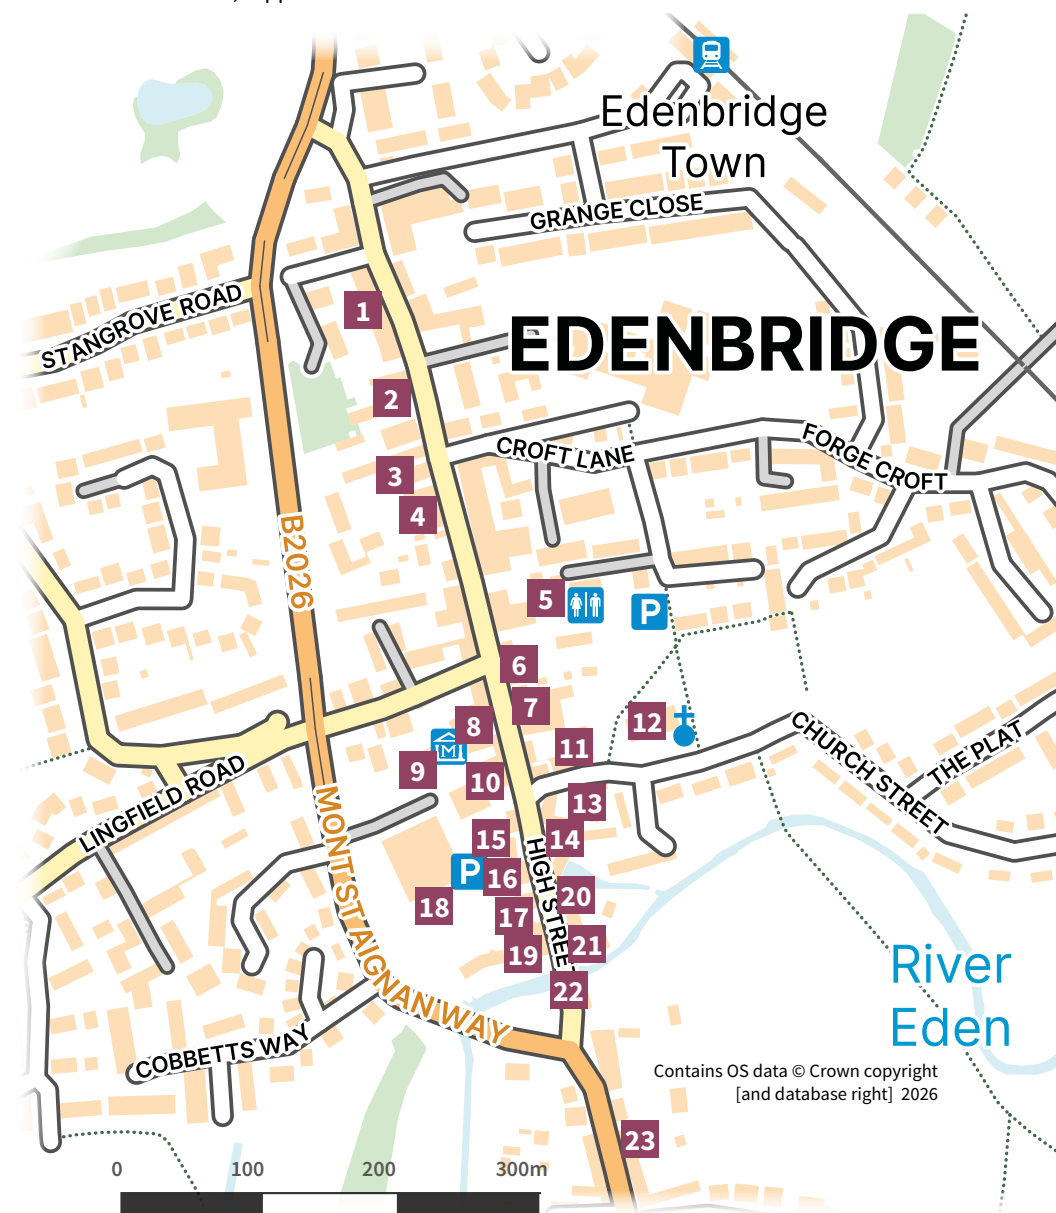 Edenbridge
Town
GRANGE CLOSE
STANGROVE ROAD
1
EDENBRIDGE
2
CROFT LANE
FORGE CROFT
3
4
B2026
5
P
6
7
8
12
CHURCH STREET
THE PLAT
M
11
9
10
LINGFIELD ROAD
13
MONT ST AIGNAN WAY
15
14
HIGH STREET
P
16
20
18
17
21
19
River
Eden
22
COBBETTS WAY
Contains OS data © Crown copyright
[and database right] 2026
23
0 100 200 300m